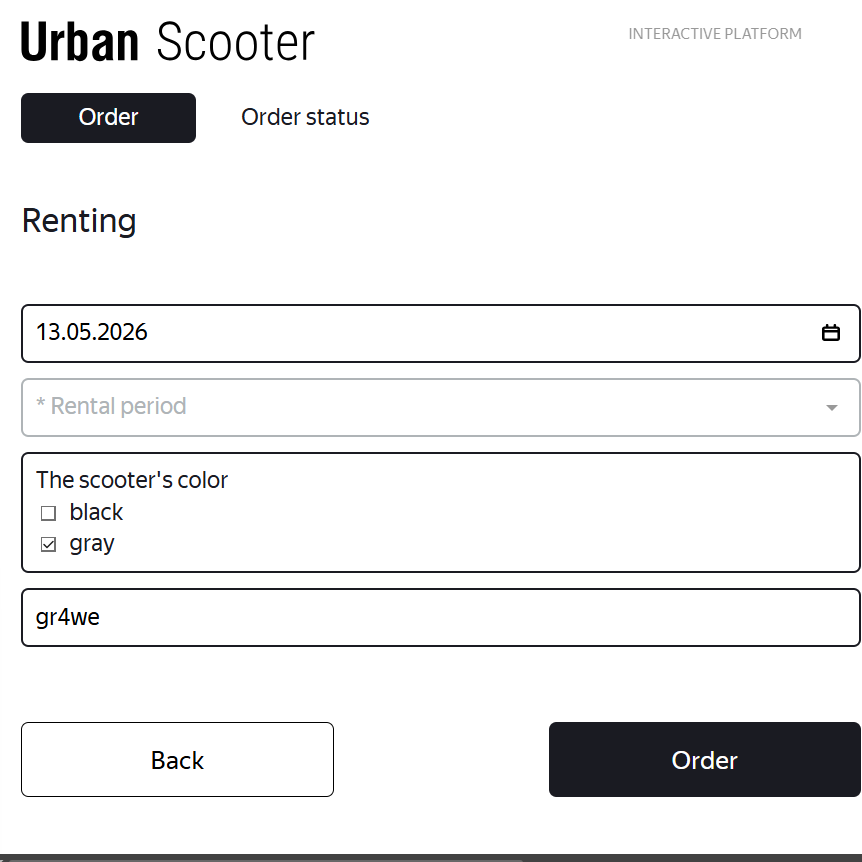 Urban Scooter
INTERACTIVE PLATFORM
Order
Order status
Renting
13.05.2026
* Rental period
The scooter's color
black
gray
gr4we
Back
Order